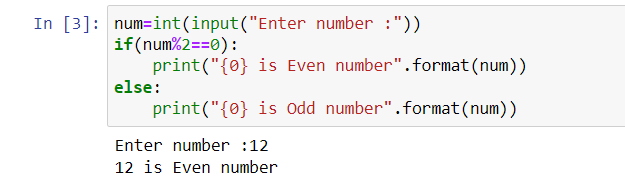 In [3]: num=int(input("Enter number :"))
if(num%2==0):
    print("{0} is Even number".format(num))
else:
    print("{0} is Odd number".format(num))
Enter number :12
12 is Even number